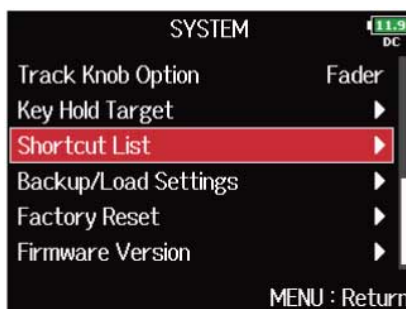 SYSTEM
11.9
DC
Track Knob Option Fader
Key Hold Target
Shortcut List
Backup/Load Settings
Factory Reset
Firmware Version
MENU : Return